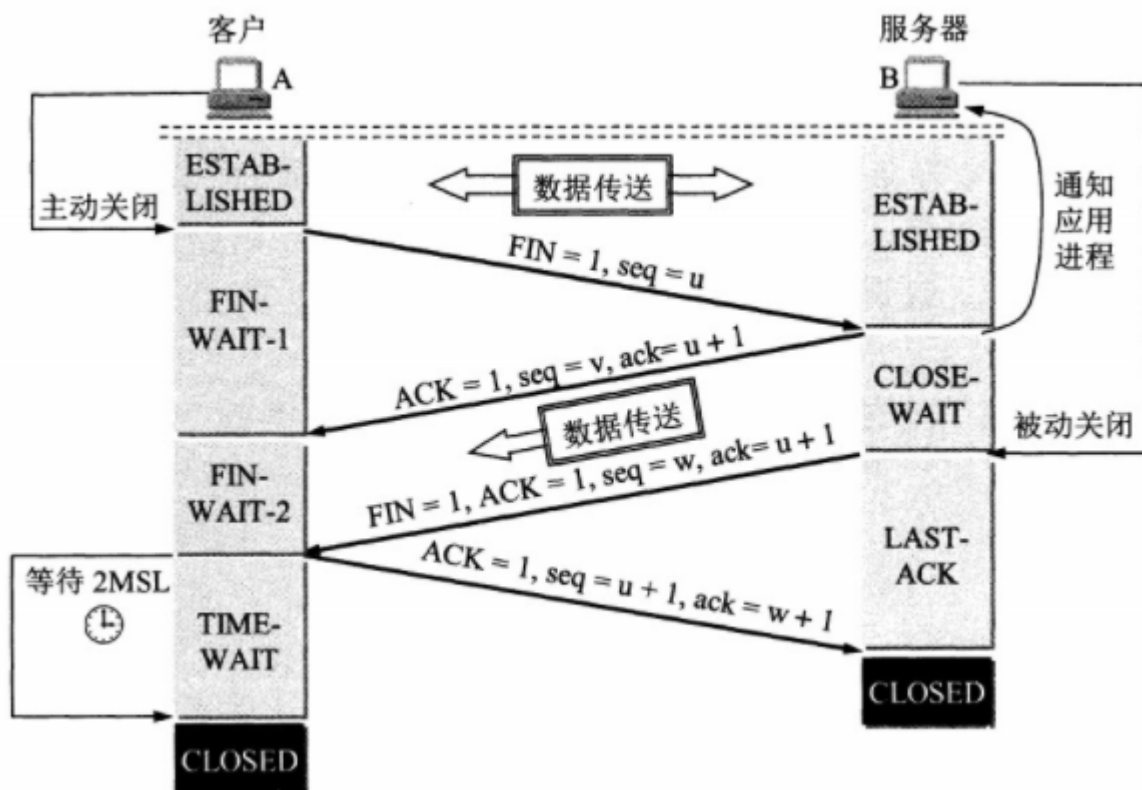 客户
服务器
A
B
ESTAB-
LISHED
数据传送
主动关闭
ESTAB-
LISHED
通知
应用
进程
FIN = 1, seq = u
FIN-
WAIT-1
ACK = 1, seq = v, ack= u + 1
CLOSE-
WAIT
数据传送
被动关闭
FIN = 1, ACK = 1, seq = w, ack= u + 1
FIN-
WAIT-2
ACK = 1, seq = u + 1, ack = w + 1
LAST-
ACK
等待 2MSL
TIME-
WAIT
CLOSED
CLOSED